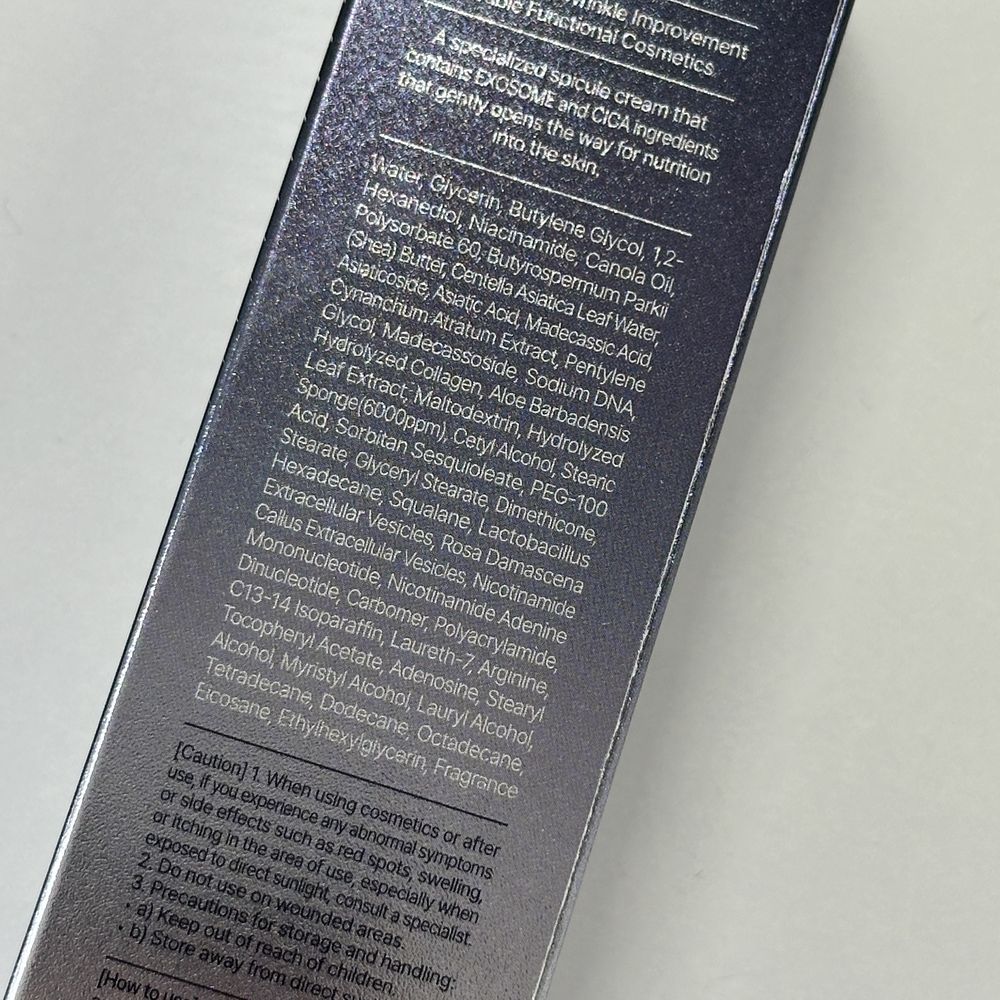 Wrinkle Improvement
able Functional Cosmetics.
A specialized spicule cream that
contains EXOSOME and CICA ingredients
that gently opens the way for nutrition
into the skin.
Water, Glycerin, Butylene Glycol, 1,2-
Hexanediol, Niacinamide, Canola Oil,
Polysorbate 60, Butyrospermum Parkii
(Shea) Butter, Centella Asiatica Leaf Water,
Asiaticoside, Asiatic Acid, Madecassic Acid,
Cynanchum Atratum Extract, Pentylene
Glycol, Madecassoside, Sodium DNA,
Hydrolyzed Collagen, Aloe Barbadensis
Leaf Extract, Maltodextrin, Hydrolyzed
Sponge(6000ppm), Cetyl Alcohol, Stearic
Acid, Sorbitan Sesquioleate, PEG-100
Stearate, Glyceryl Stearate, Dimethicone,
Hexadecane, Squalane, Lactobacillus
Extracellular Vesicles, Rosa Damascena
Callus Extracellular Vesicles, Nicotinamide
Mononucleotide, Nicotinamide Adenine
Dinucleotide, Carbomer, Polyacrylamide,
C13-14 Isoparaffin, Laureth-7, Arginine,
Tocopheryl Acetate, Adenosine, Stearyl
Alcohol, Myristyl Alcohol, Lauryl Alcohol,
Tetradecane, Dodecane, Octadecane,
Eicosane, Ethylhexylglycerin, Fragrance
[Caution] 1. When using cosmetics or after
use, if you experience any abnormal symptoms
or side effects such as red spots, swelling,
or itching in the area of use, especially when
exposed to direct sunlight, consult a specialist.
2. Do not use on wounded areas.
3. Precautions for storage and handling:
• a) Keep out of reach of children.
• b) Store away from direct su
[How to use]